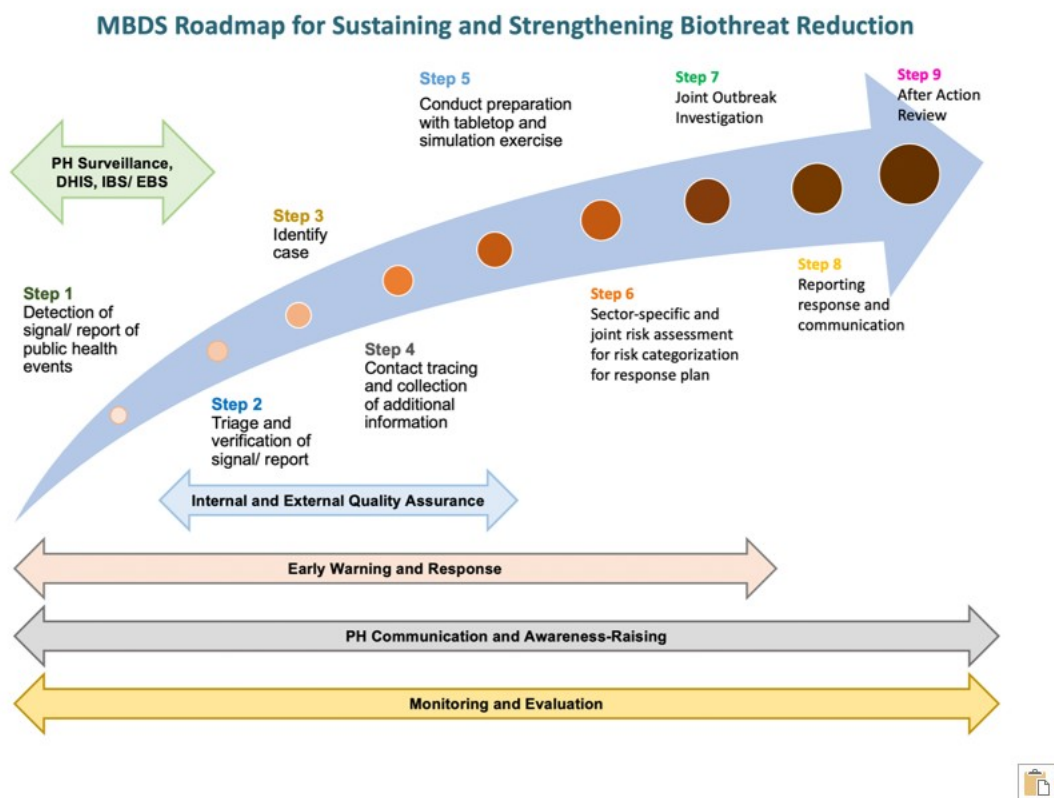 MBDS Roadmap for Sustaining and Strengthening Biothreat Reduction
PH Surveillance,
DHIS, IBS/ EBS
Step 1
Detection of
signal/ report of
public health
events
Step 2
Triage and
verification of
signal/ report
Step 3
Identify
case
Step 4
Contact tracing
and collection
of additional
information
Step 5
Conduct preparation
with tabletop and
simulation exercise
Step 6
Sector-specific and
joint risk assessment
for risk categorization
for response plan
Step 7
Joint Outbreak
Investigation
Step 8
Reporting
response and
communication
Step 9
After Action
Review
Internal and External Quality Assurance
Early Warning and Response
PH Communication and Awareness-Raising
Monitoring and Evaluation